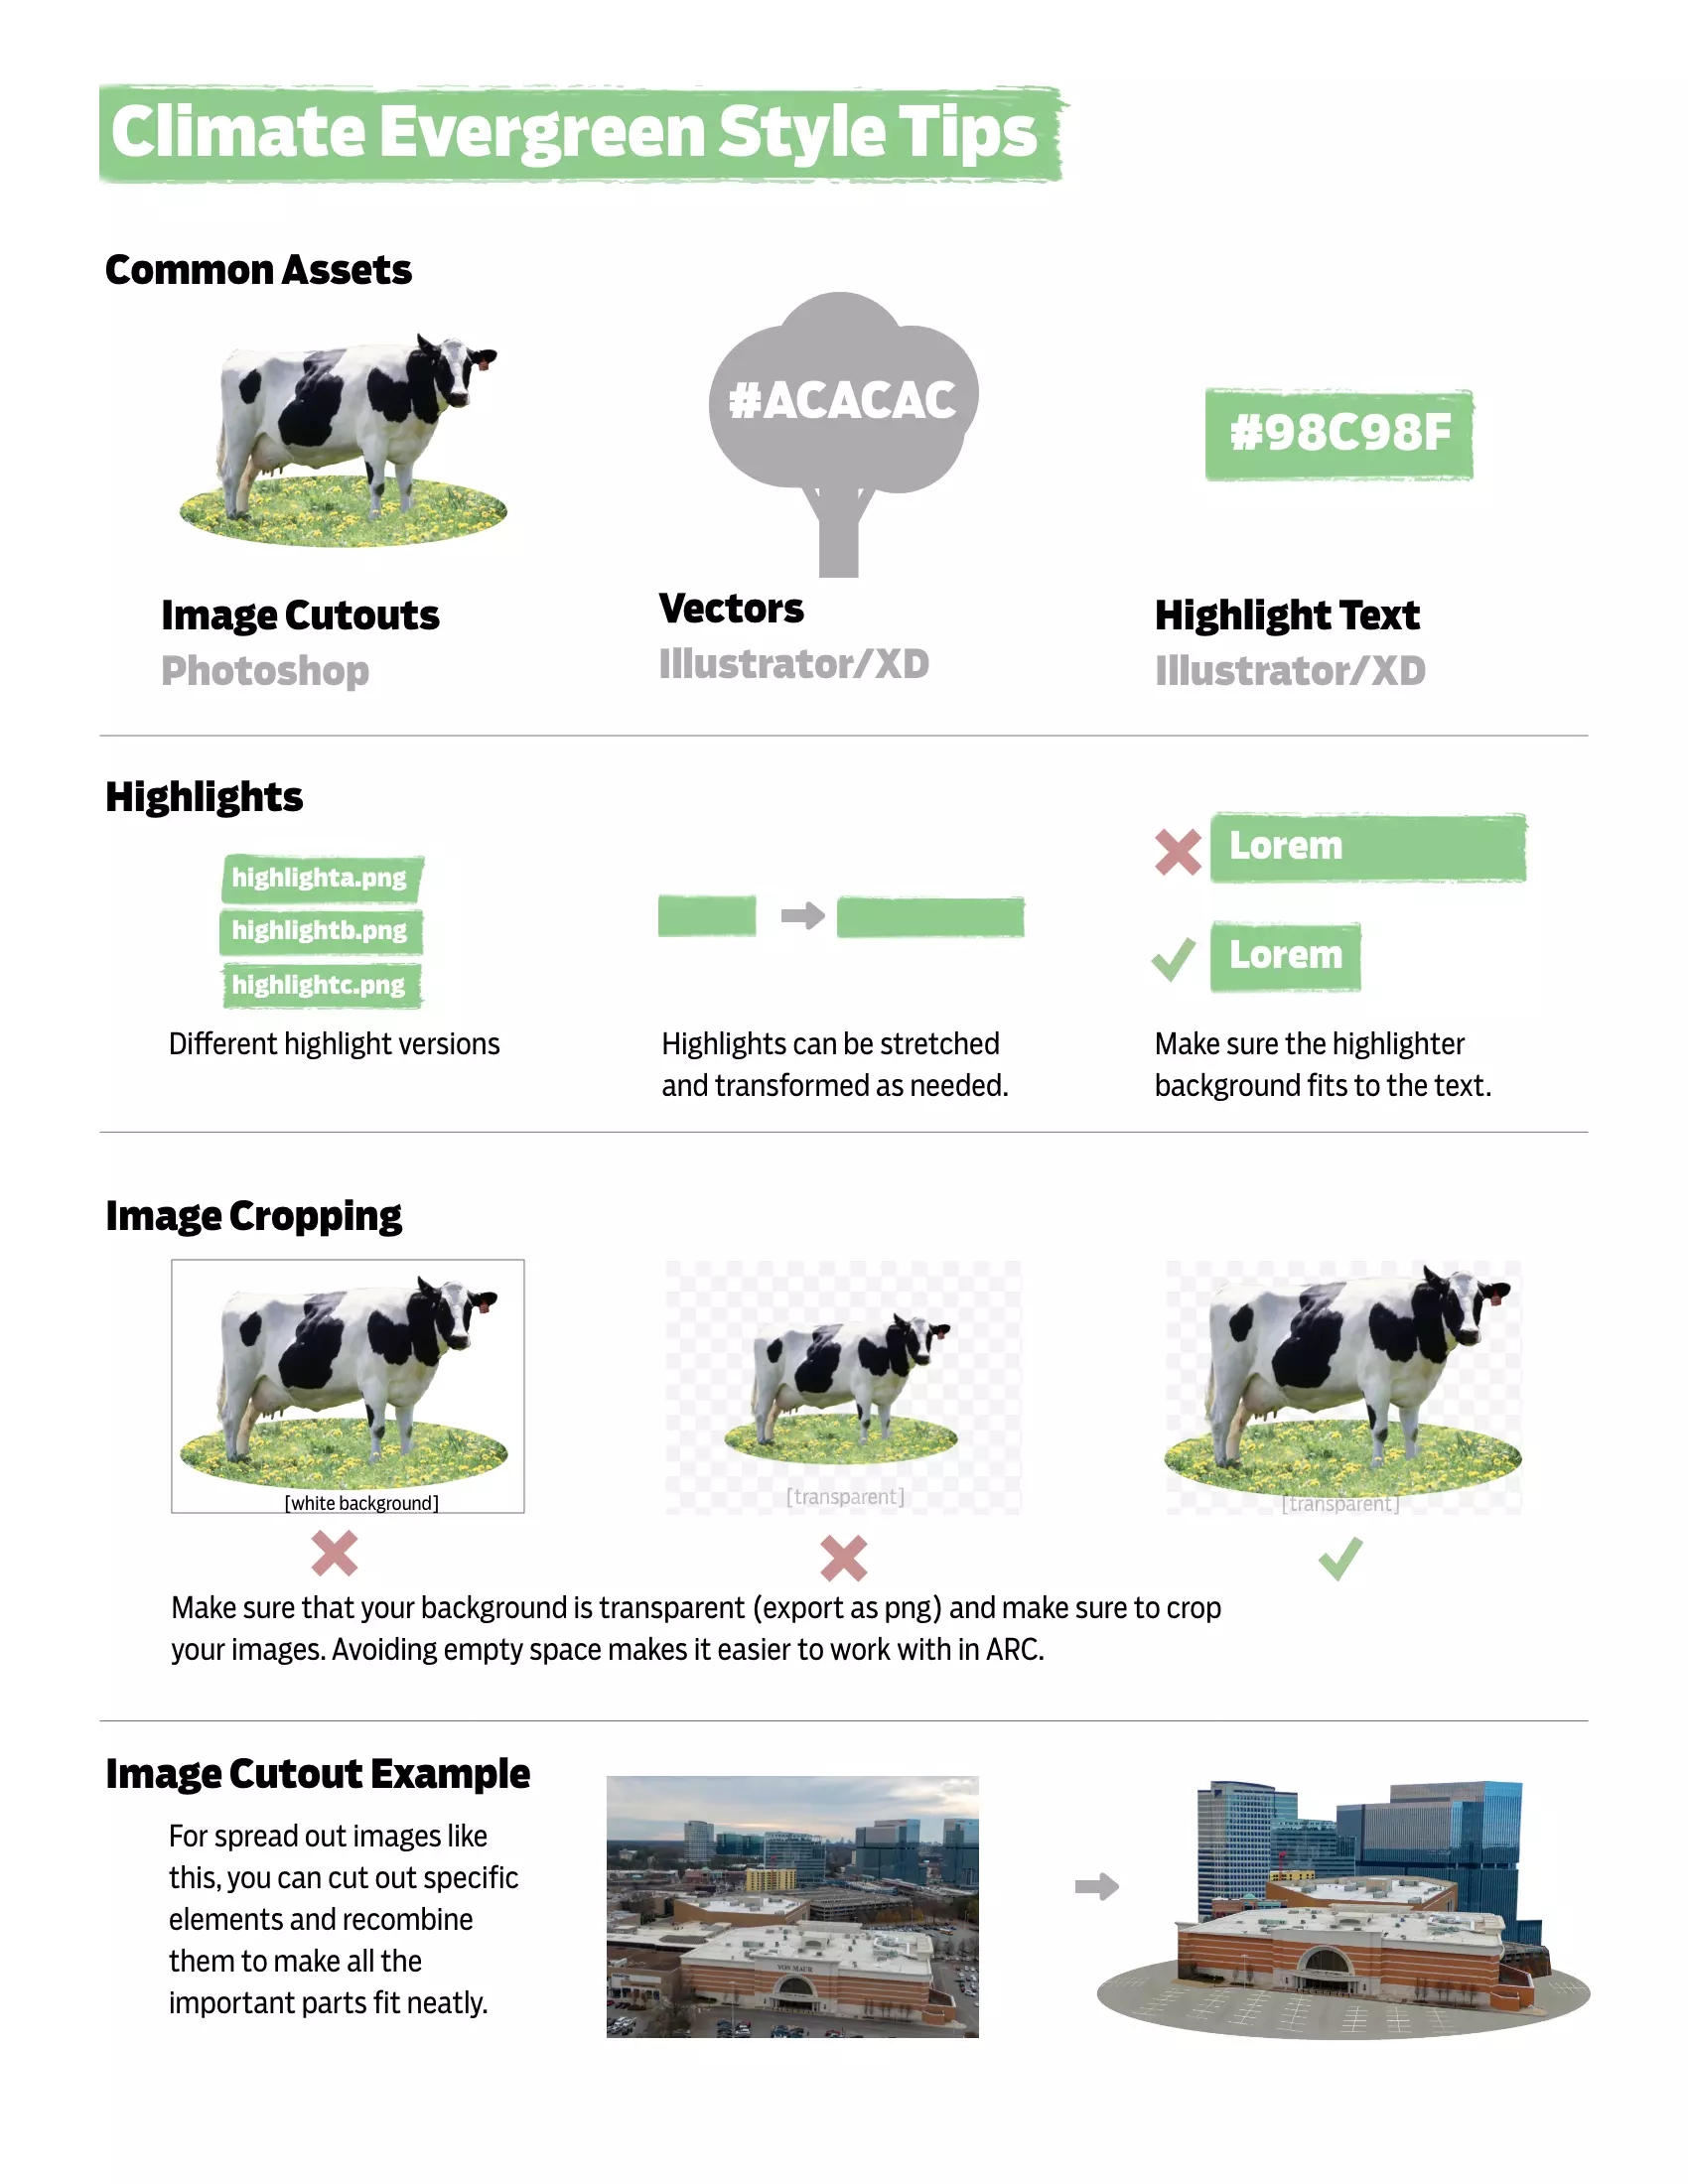 Climate Evergreen Style Tips
Common Assets
#ACACAC
#98C98F
Image Cutouts
Photoshop
Vectors
Illustrator/XD
Highlight Text
Illustrator/XD
Highlights
highlighta.png
highlightb.png
highlightc.png
Different highlight versions
Highlights can be stretched
and transformed as needed.
Lorem
Lorem
Make sure the highlighter
background fits to the text.
Image Cropping
[white background]
[transparent]
[transparent]
Make sure that your background is transparent (export as png) and make sure to crop
your images. Avoiding empty space makes it easier to work with in ARC.
Image Cutout Example
For spread out images like
this, you can cut out specific
elements and recombine
them to make all the
important parts fit neatly.
VON MAUR